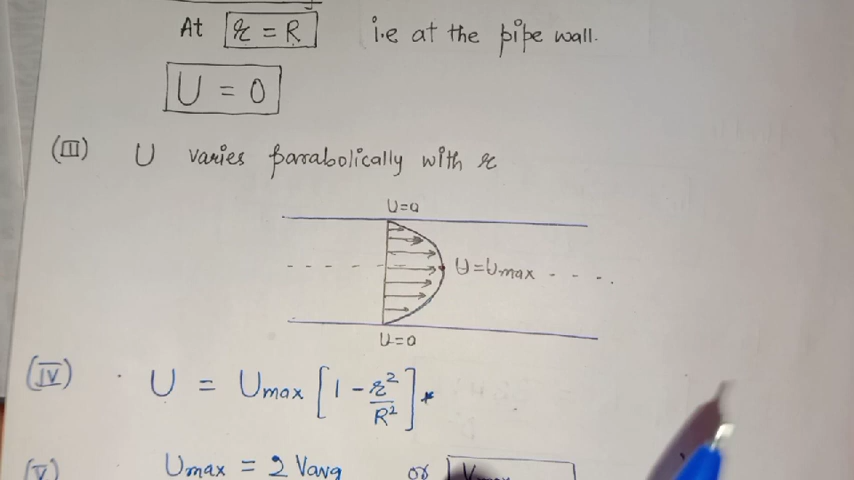 At r = R i.e at the pipe wall.
U = 0
(III) U varies parabolically with r
U=0
U=Umax
U=0
(IV) U = Umax [1 - r²/R²]*
(V) Umax = 2 Vavg or